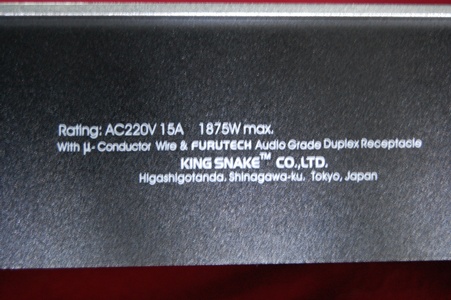 Rating: AC220V 15A 1875W max.
With μ- Conductor Wire & FURUTECH Audio Grade Duplex Receptacle
KING SNAKE™ CO.,LTD.
Higashigotanda, Shinagawa-ku, Tokyo, Japan